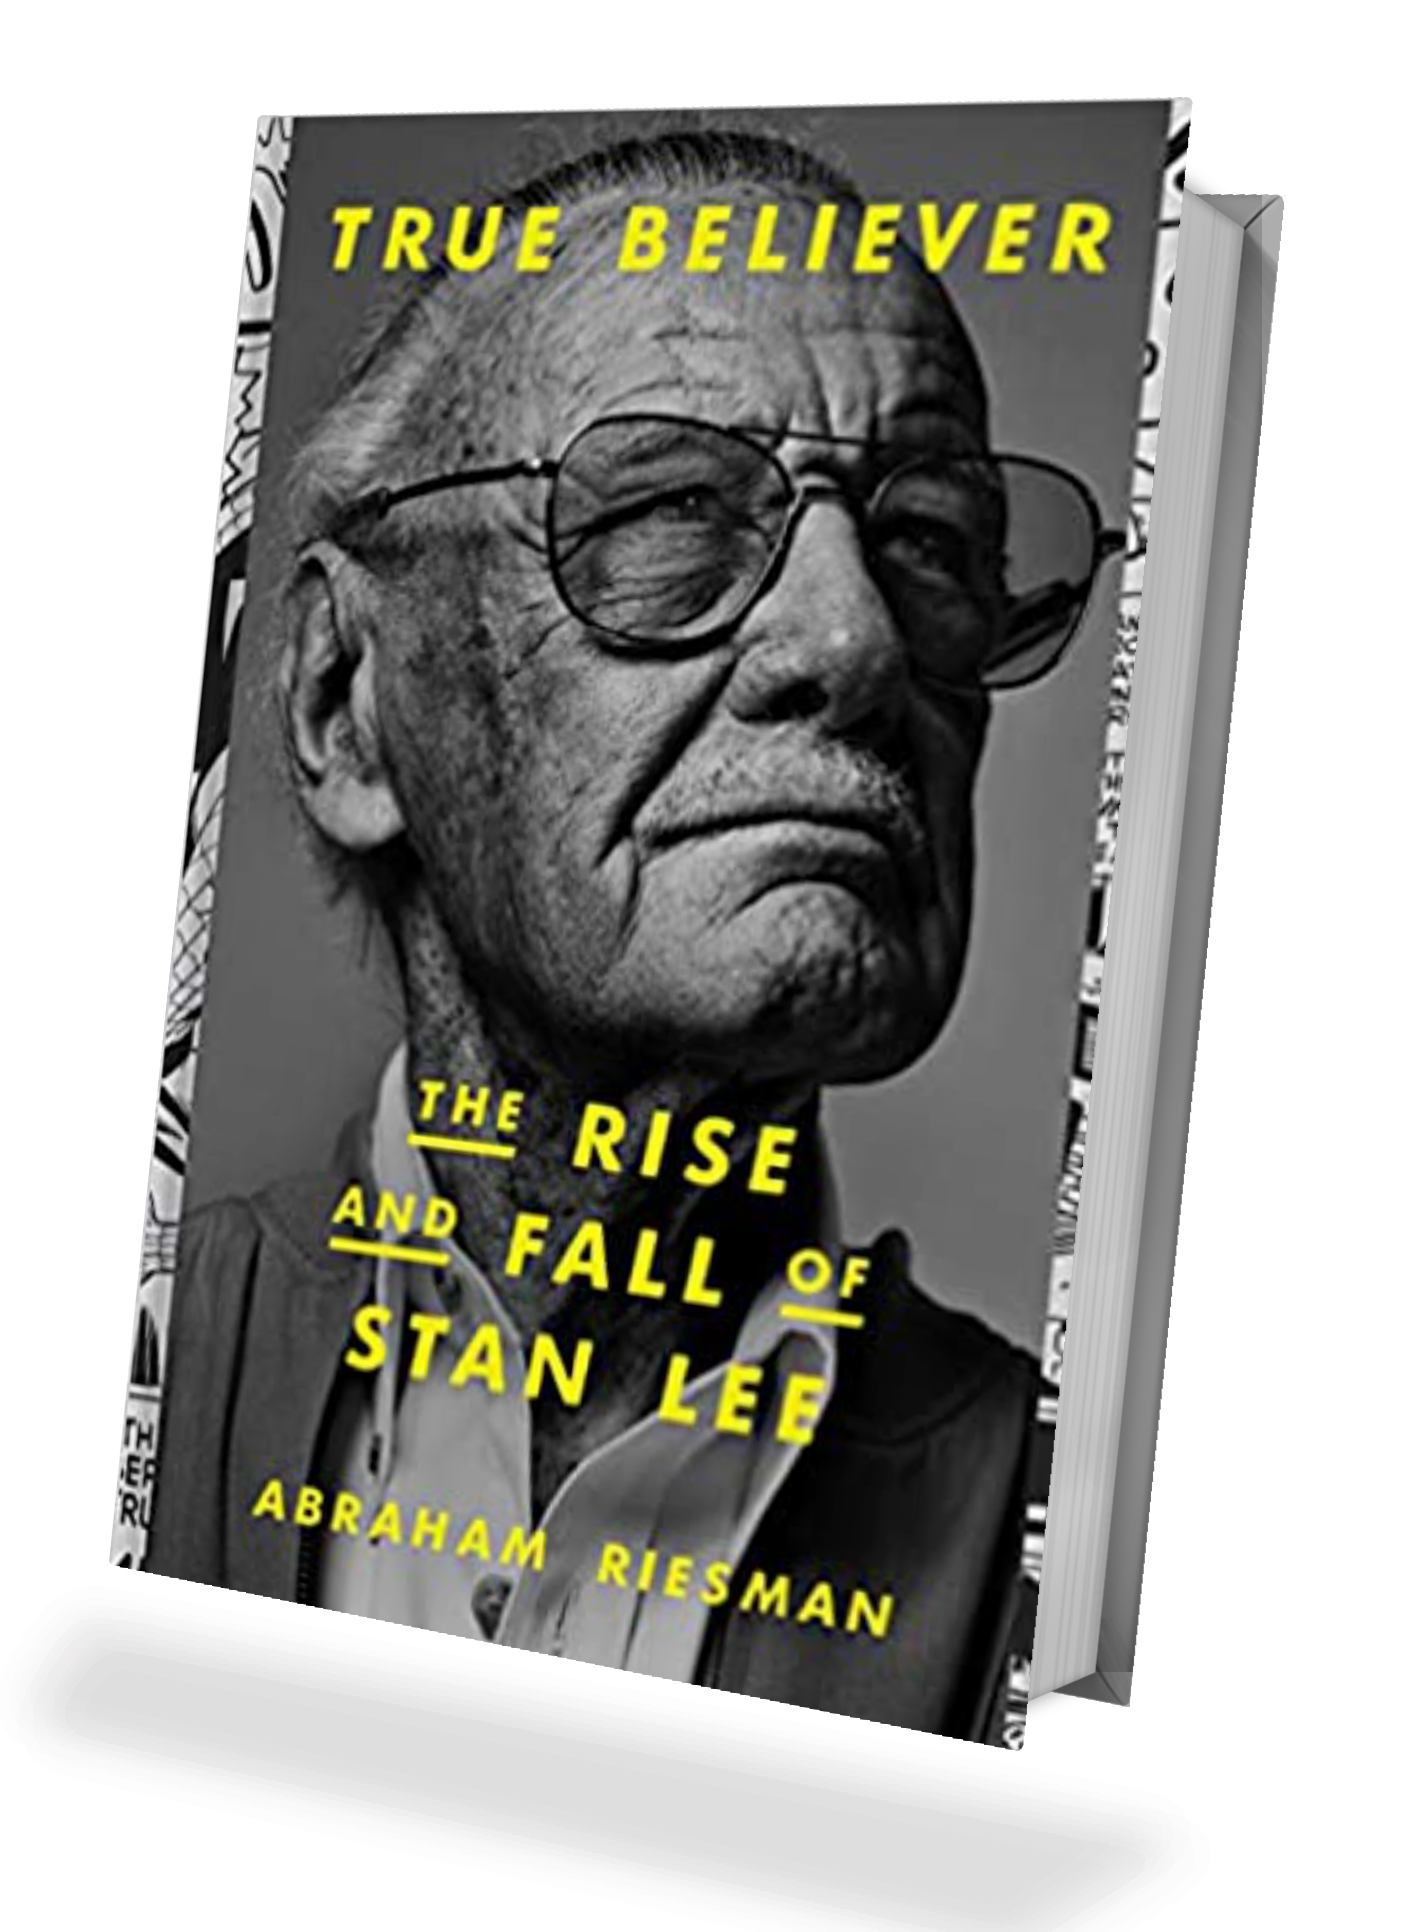 TRUE BELIEVER
THE RISE
AND FALL OF
STAN LEE
ABRAHAM RIESMAN